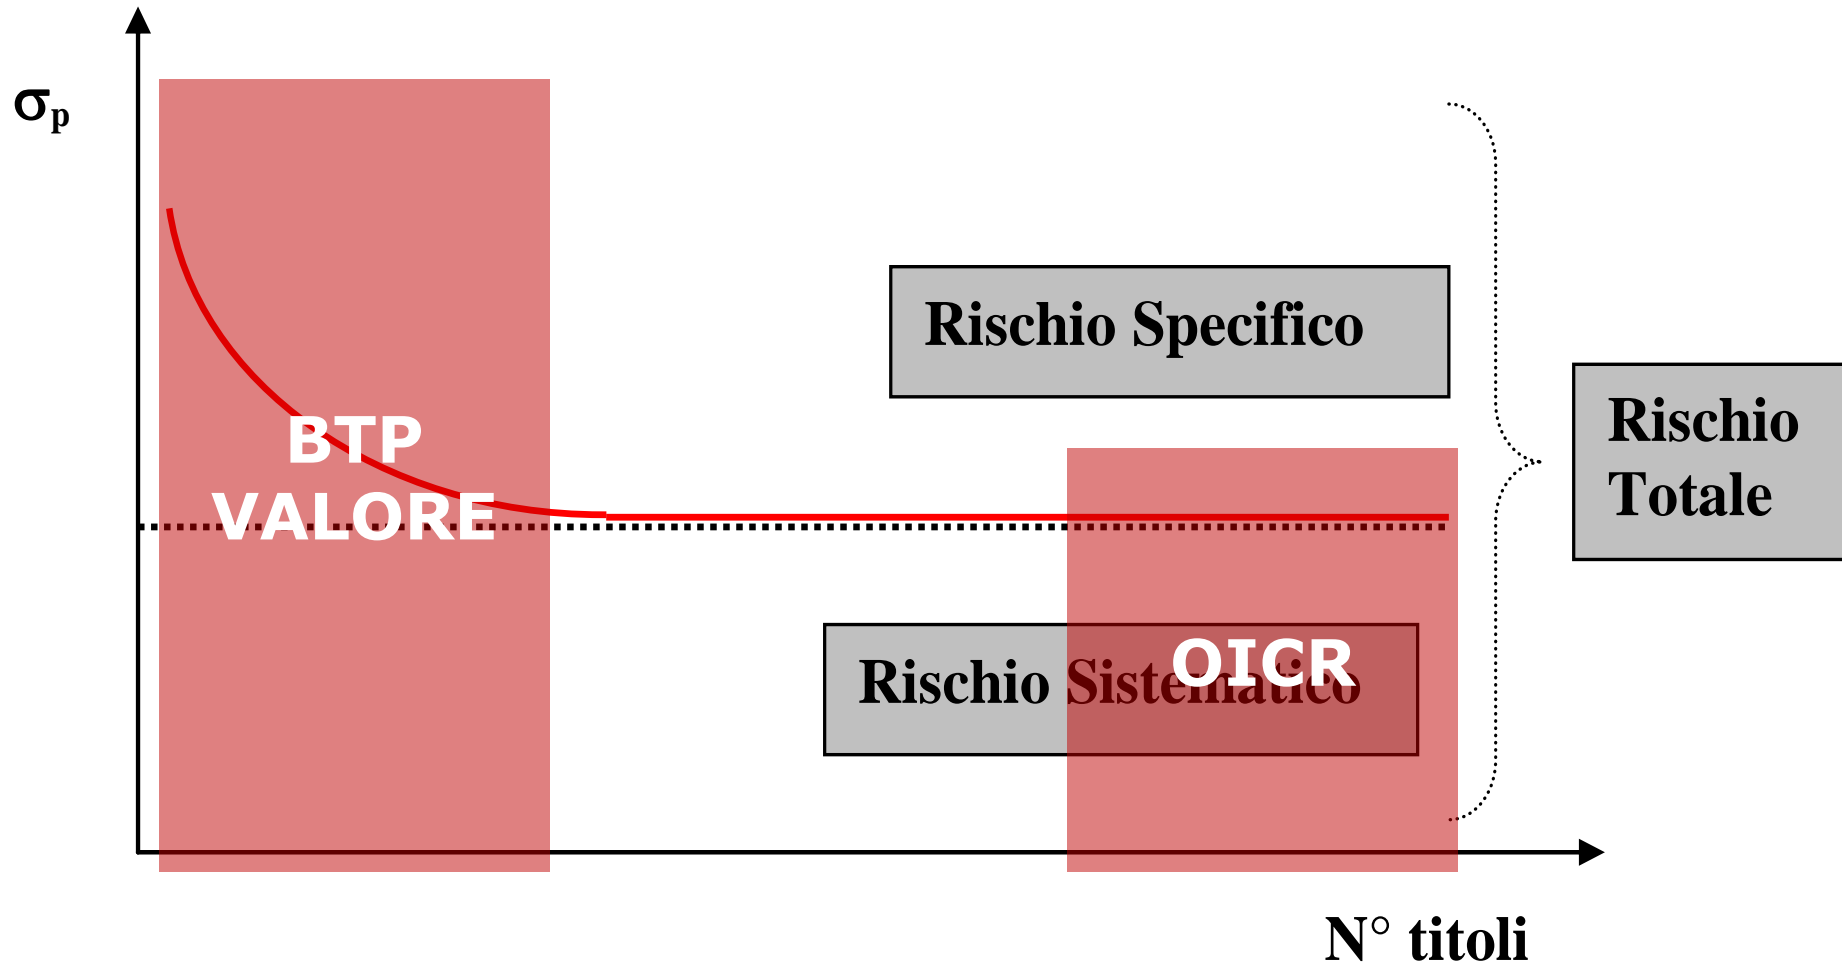 σp
Rischio Specifico
Rischio
Totale
BTP
VALORE
Rischio Sistematico
OICR
N° titoli